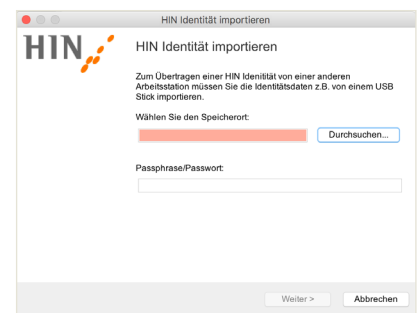 HIN Identität importieren
HIN
HIN Identität importieren
Zum Übertragen einer HIN Idenitität von einer anderen
Arbeitsstation müssen Sie die Identitätsdaten z.B. von einem USB
Stick importieren.
Wählen Sie den Speicherort:
Durchsuchen...
Passphrase/Passwort:
Weiter >
Abbrechen